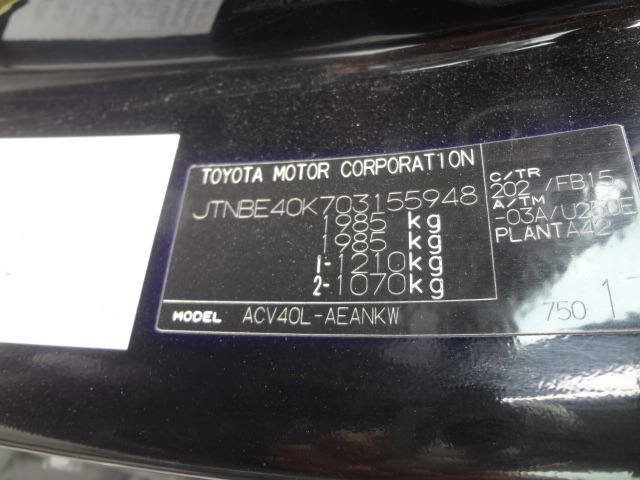 TOYOTA MOTOR CORPORATION
JTNBE40K703155948
1985 kg
1985 kg
1-1210kg
2-1070kg
MODEL ACV40L-AEANKW
C/TR
202 /FB15
A/TM
-03A/U250E
PLANT A42
750 1